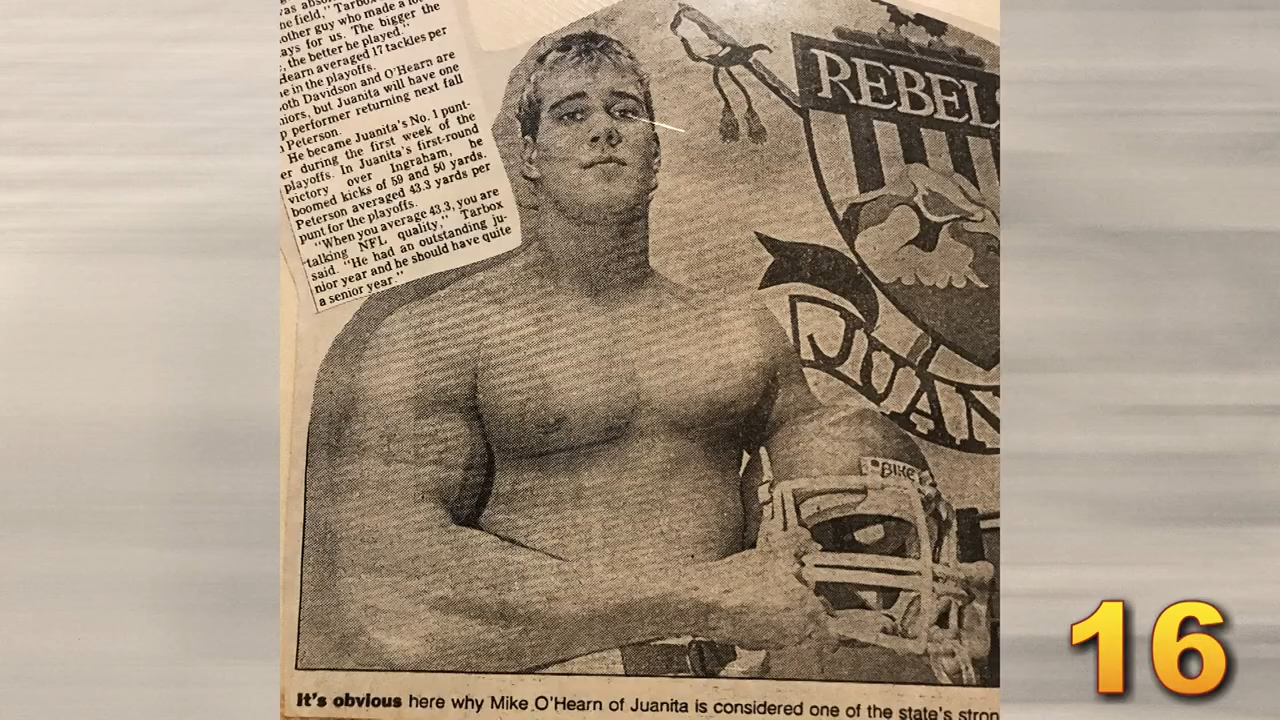 ne field," Tarbox
other guy who made a lot of
ays for us. The bigger the
, the better he played."
Hearn averaged 17 tackles per
e in the playoffs.
oth Davidson and O'Hearn are
niors, but Juanita will have one
p performer returning next fall
Peterson.
He became Juanita's No. 1 punt-
er during the first week of the
playoffs. In Juanita's first-round
victory over Ingraham, he
boomed kicks of 59 and 50 yards.
Peterson averaged 43.3 yards per
punt for the playoffs.
"When you average 43.3, you are
talking NFL quality," Tarbox
said. "He had an outstanding ju-
nior year and he should have quite
a senior year."
REBELS
JUAN
BIKE
It's obvious here why Mike O'Hearn of Juanita is considered one of the state's stron
16